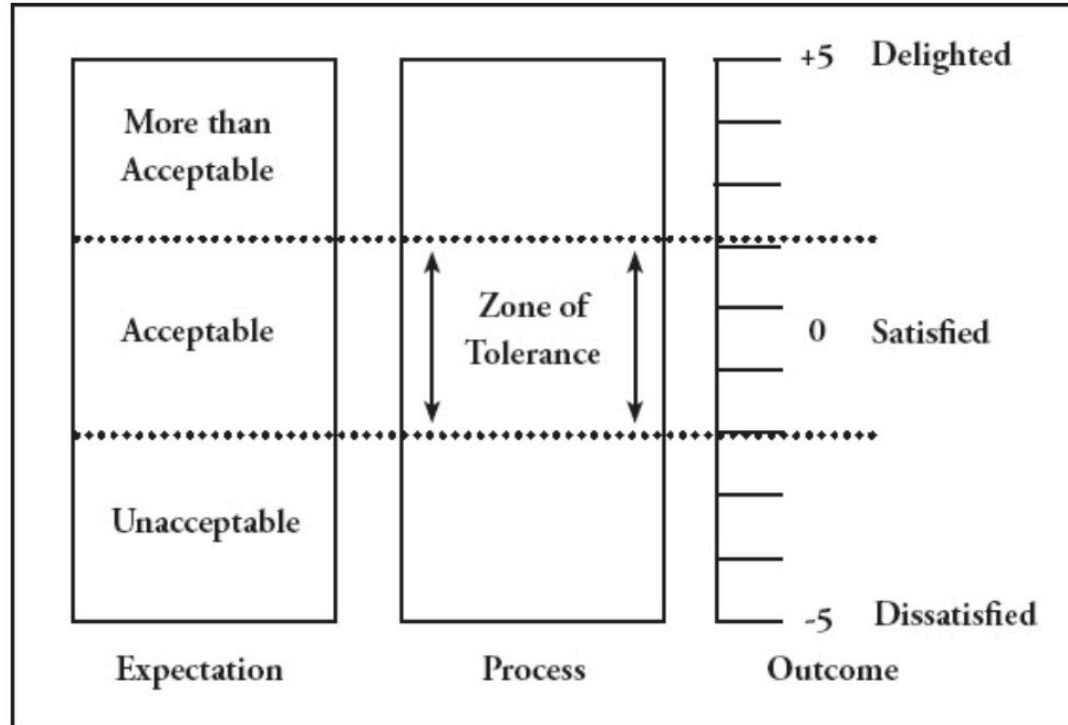 +5 Delighted
More than
Acceptable
Zone of
Tolerance
Acceptable
0 Satisfied
Unacceptable
-5 Dissatisfied
Expectation
Process
Outcome